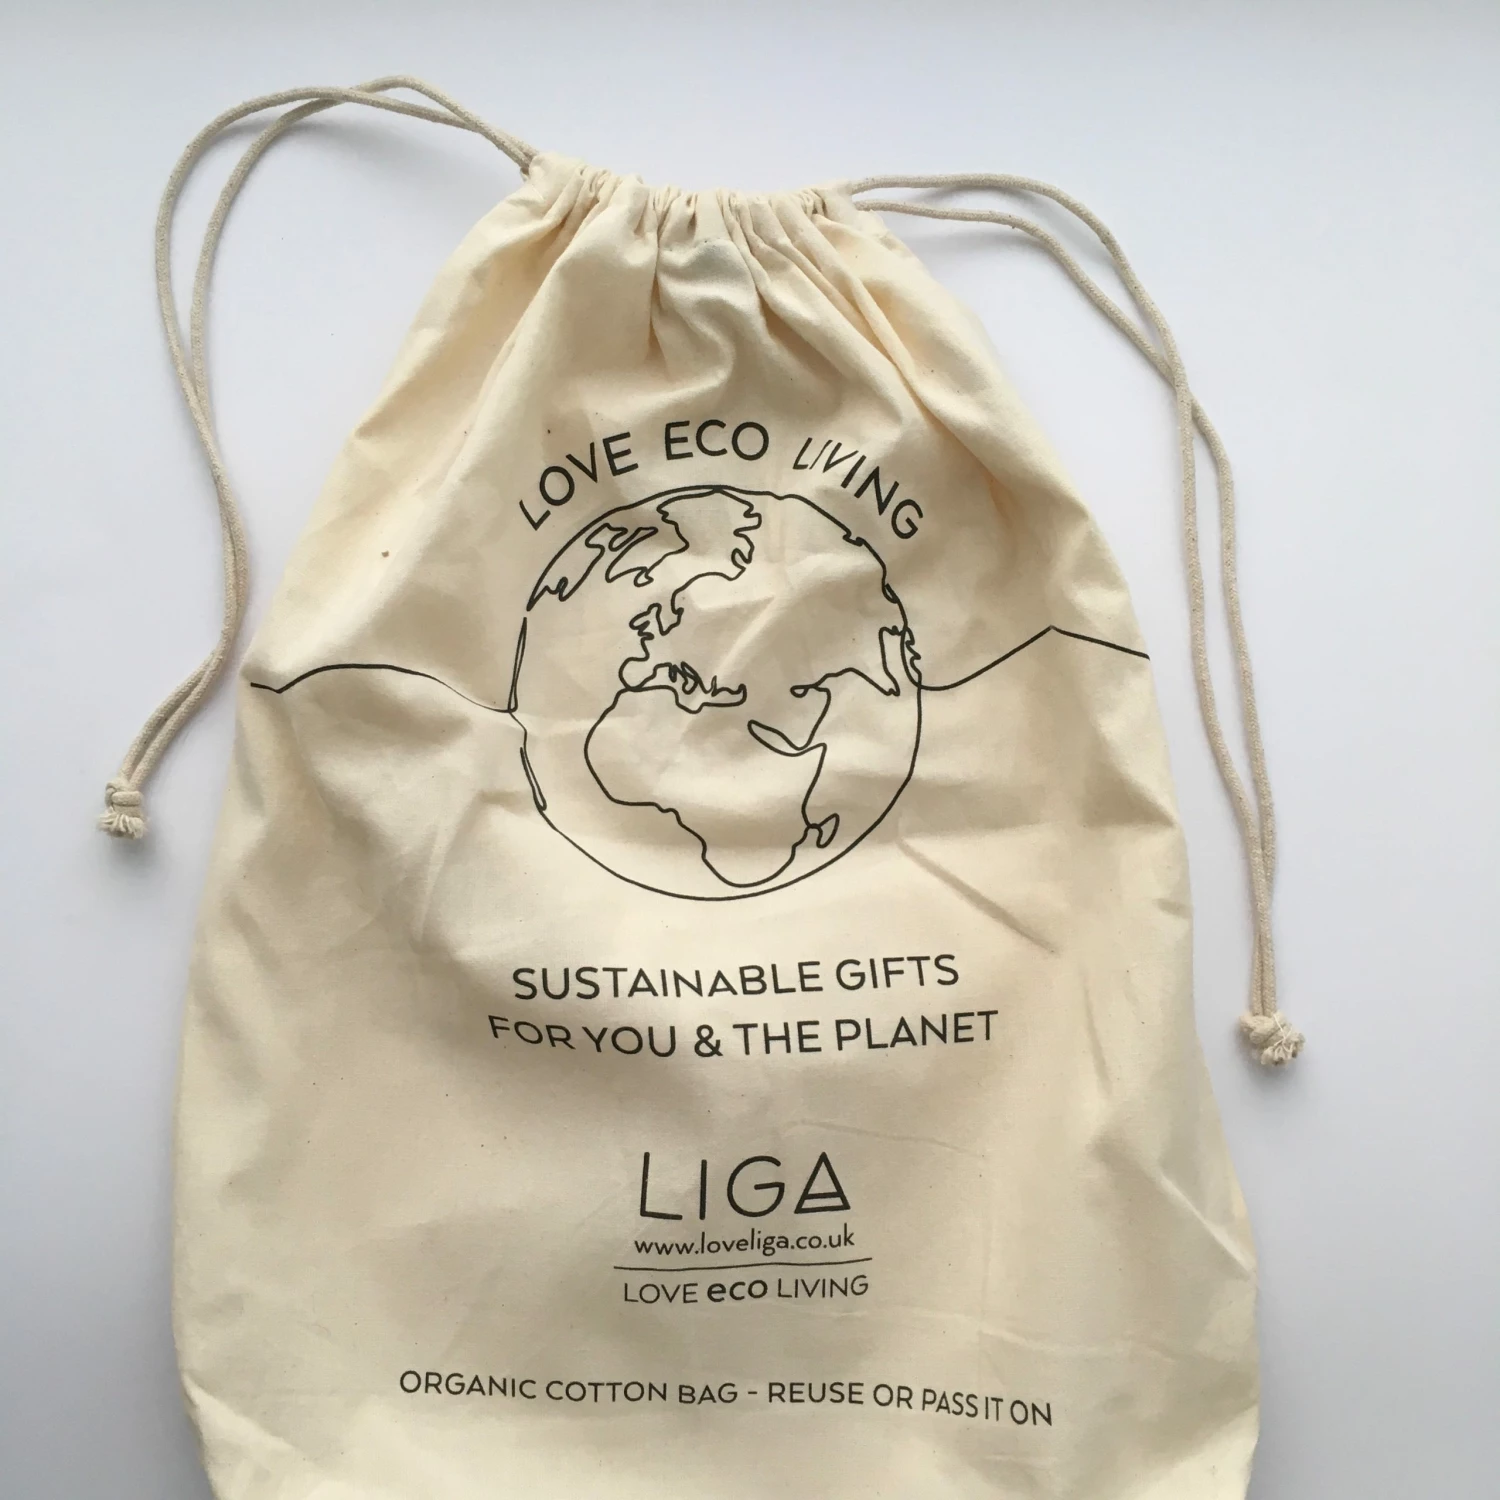 LOVE ECO LIVING
SUSTAINABLE GIFTS
FOR YOU & THE PLANET
LIGA
www.loveliga.co.uk
LOVE eco LIVING
ORGANIC COTTON BAG - REUSE OR PASS IT ON